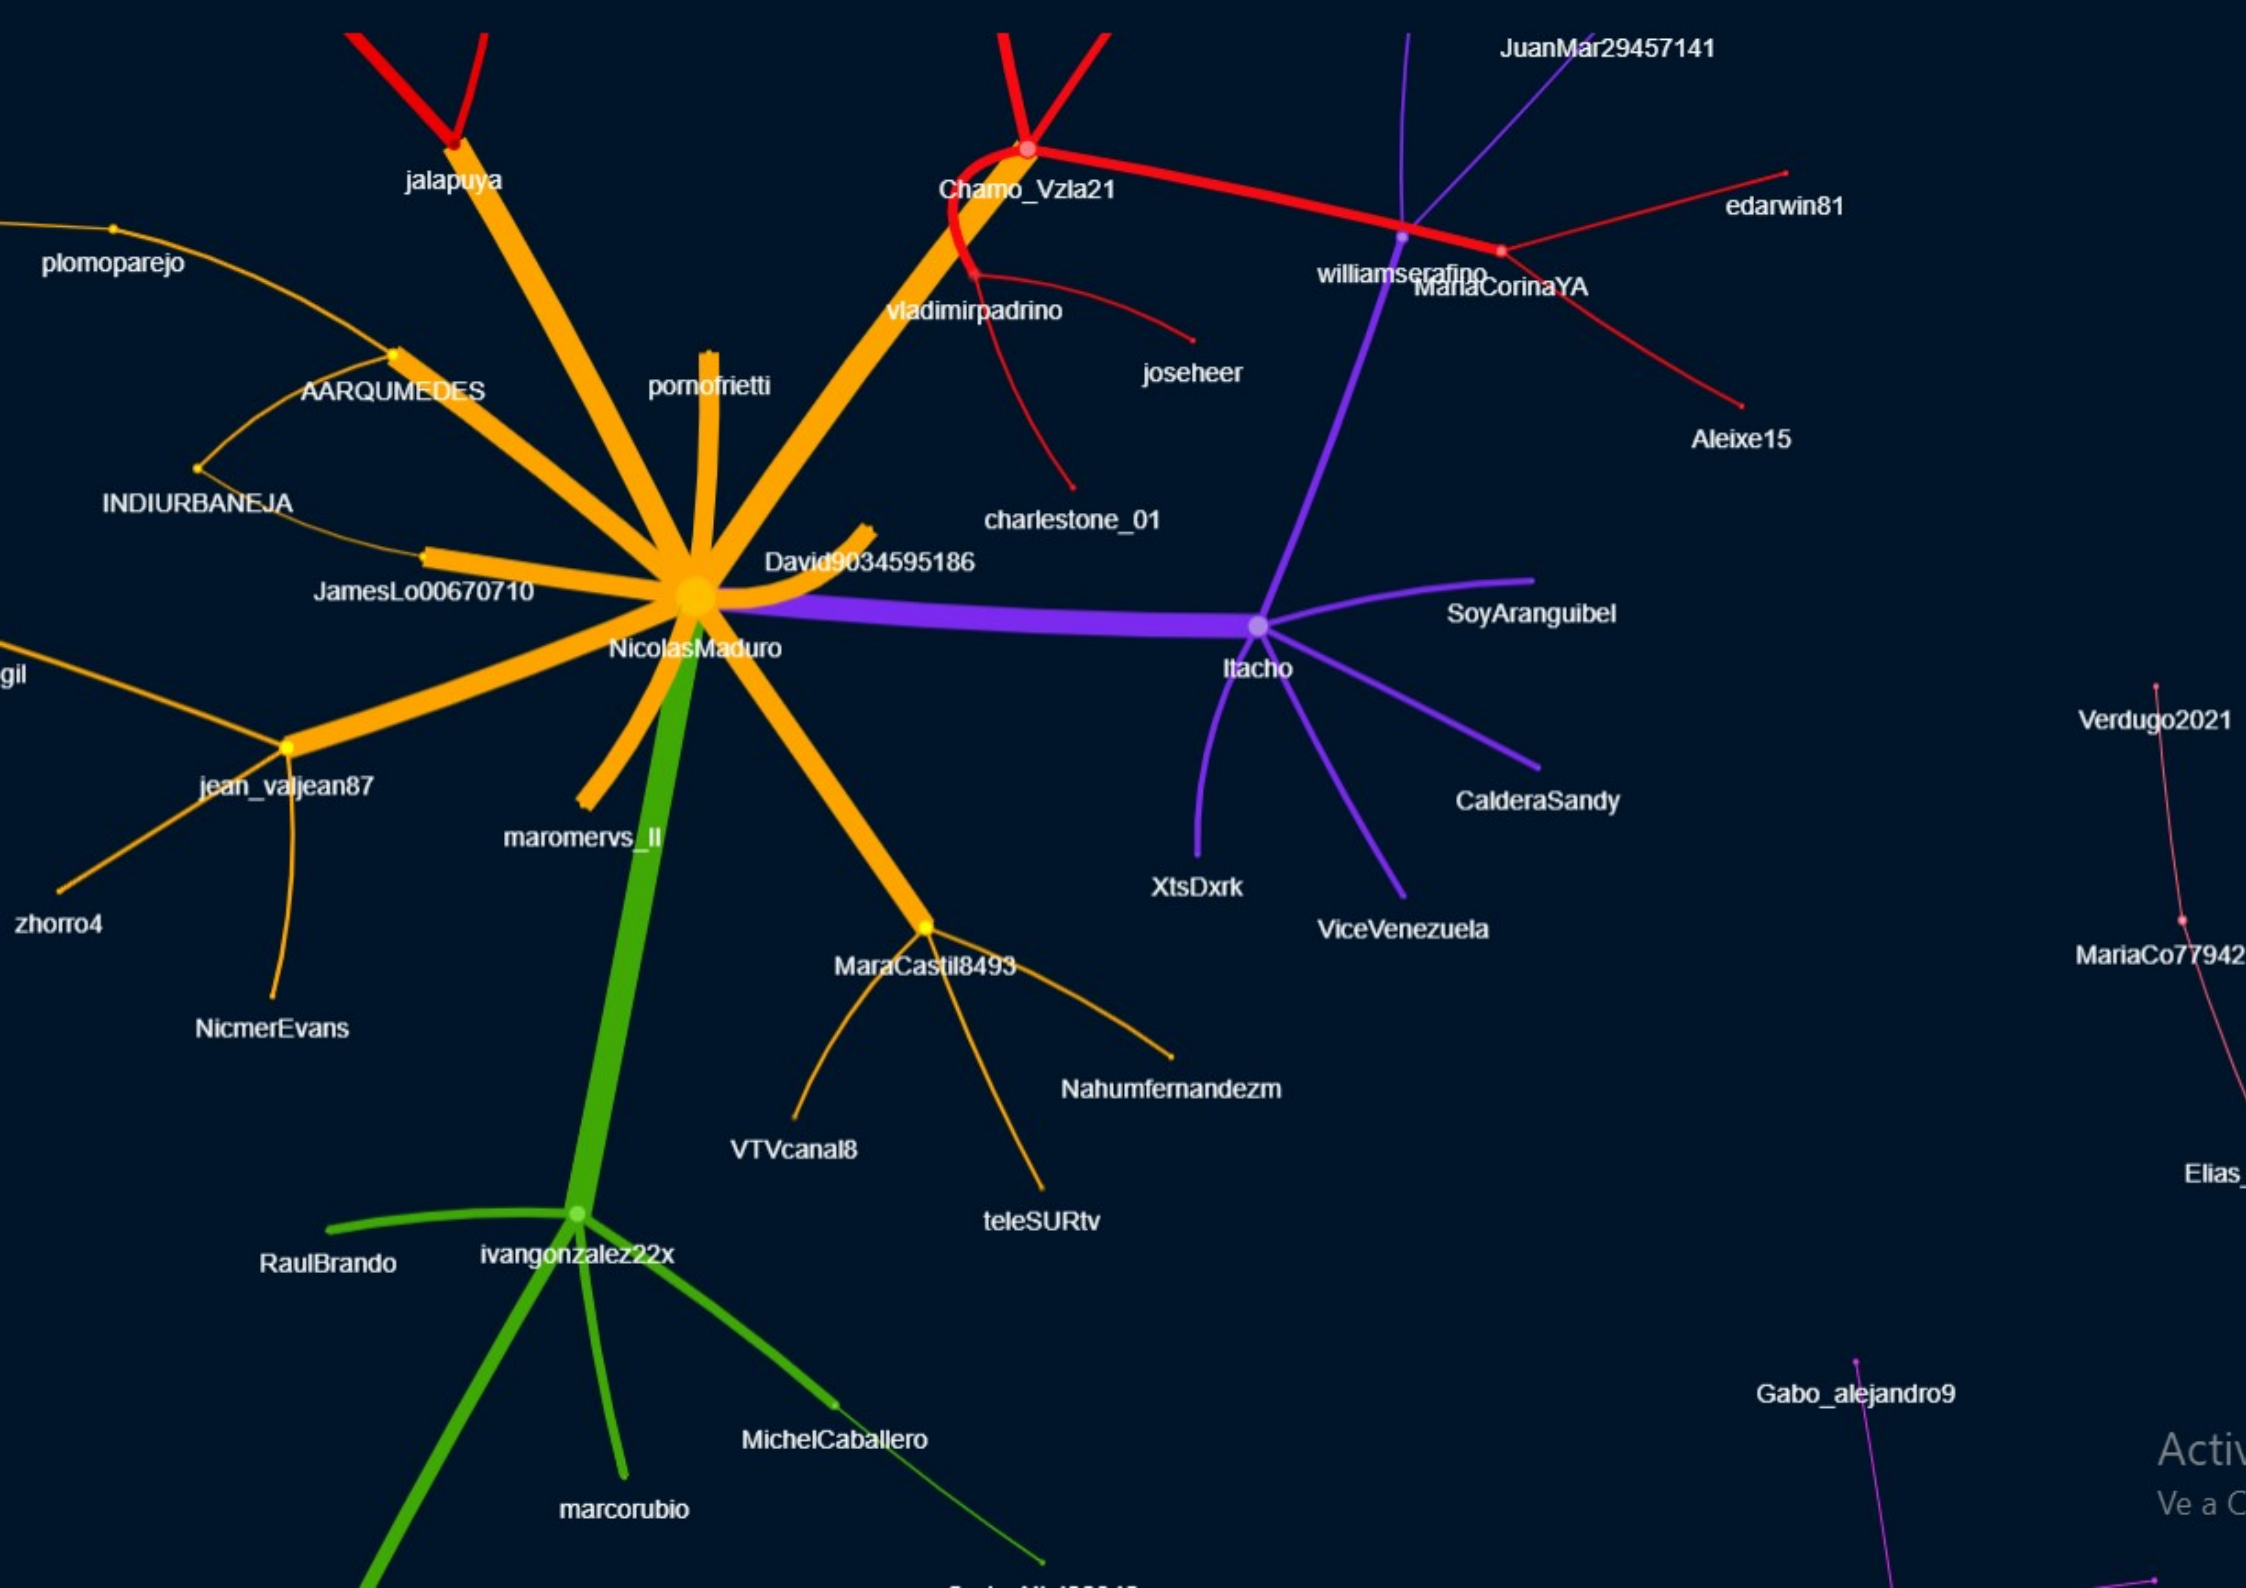 JuanMar29457141
jalapuya
Chamo_Vzla21
edarwin81
plomoparejo
williamserafino
MariaCorinaYA
vladimirpadrino
joseheer
pornofrietti
AARQUMEDES
Aleixe15
INDIURBANEJA
charlestone_01
David9034595186
JamesLo00670710
SoyAranguibel
NicolasMaduro
Itacho
gil
Verdugo2021
jean_valjean87
CalderaSandy
maromervs_II
XtsDxrk
zhorro4
ViceVenezuela
MariaCo77942
MaraCastil8493
NicmerEvans
Nahumfernandezm
VTVcanal8
Elias_
teleSURtv
ivangonzalez22x
RaulBrando
Gabo_alejandro9
MichelCaballero
Activ
marcorubio
Ve a C